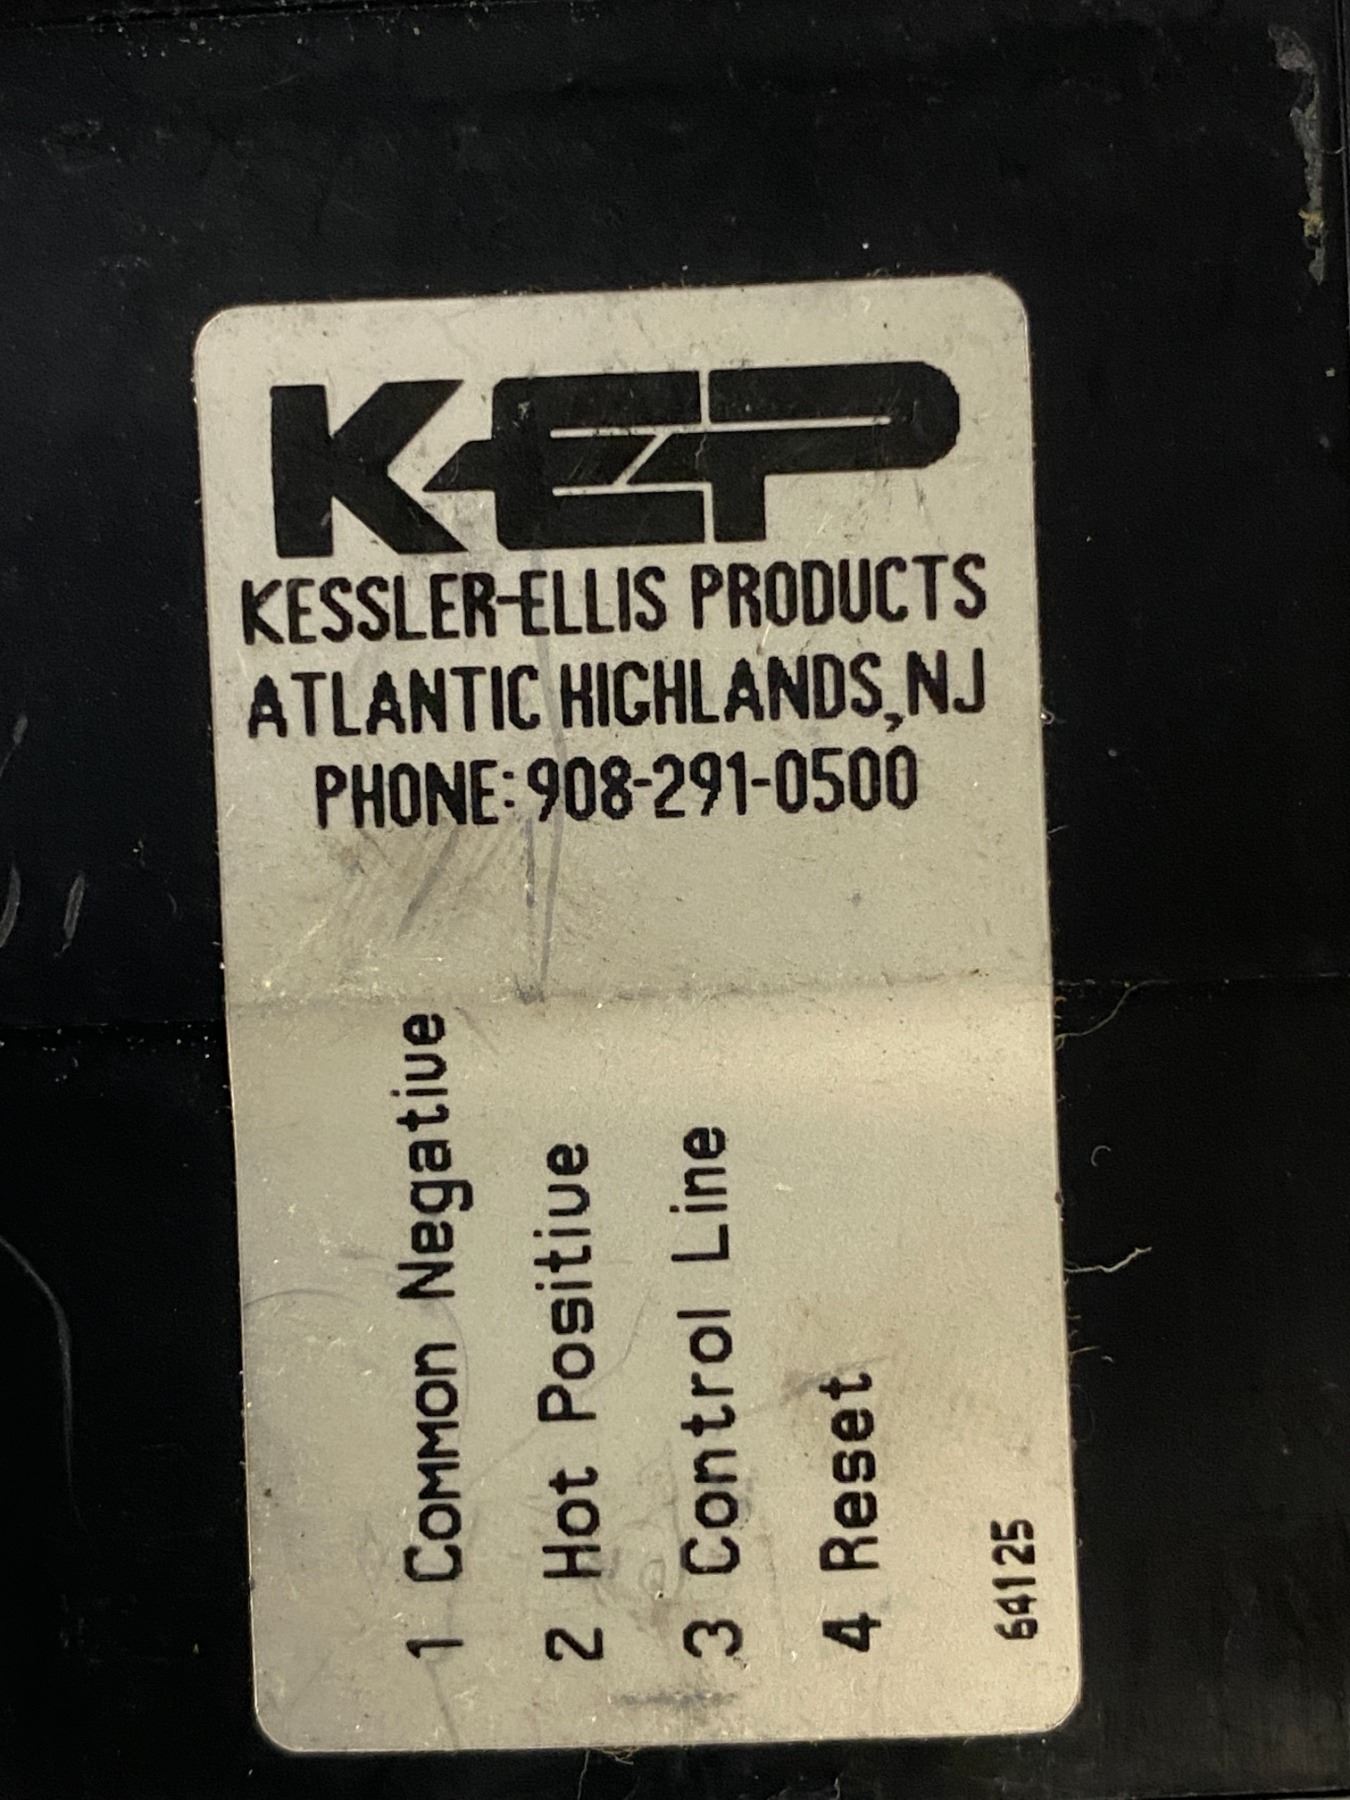 KEP
KESSLER-ELLIS PRODUCTS
ATLANTIC HIGHLANDS, NJ
PHONE: 908-291-0500
1 Common Negative
2 Hot Positive
3 Control Line
4 Reset
64125